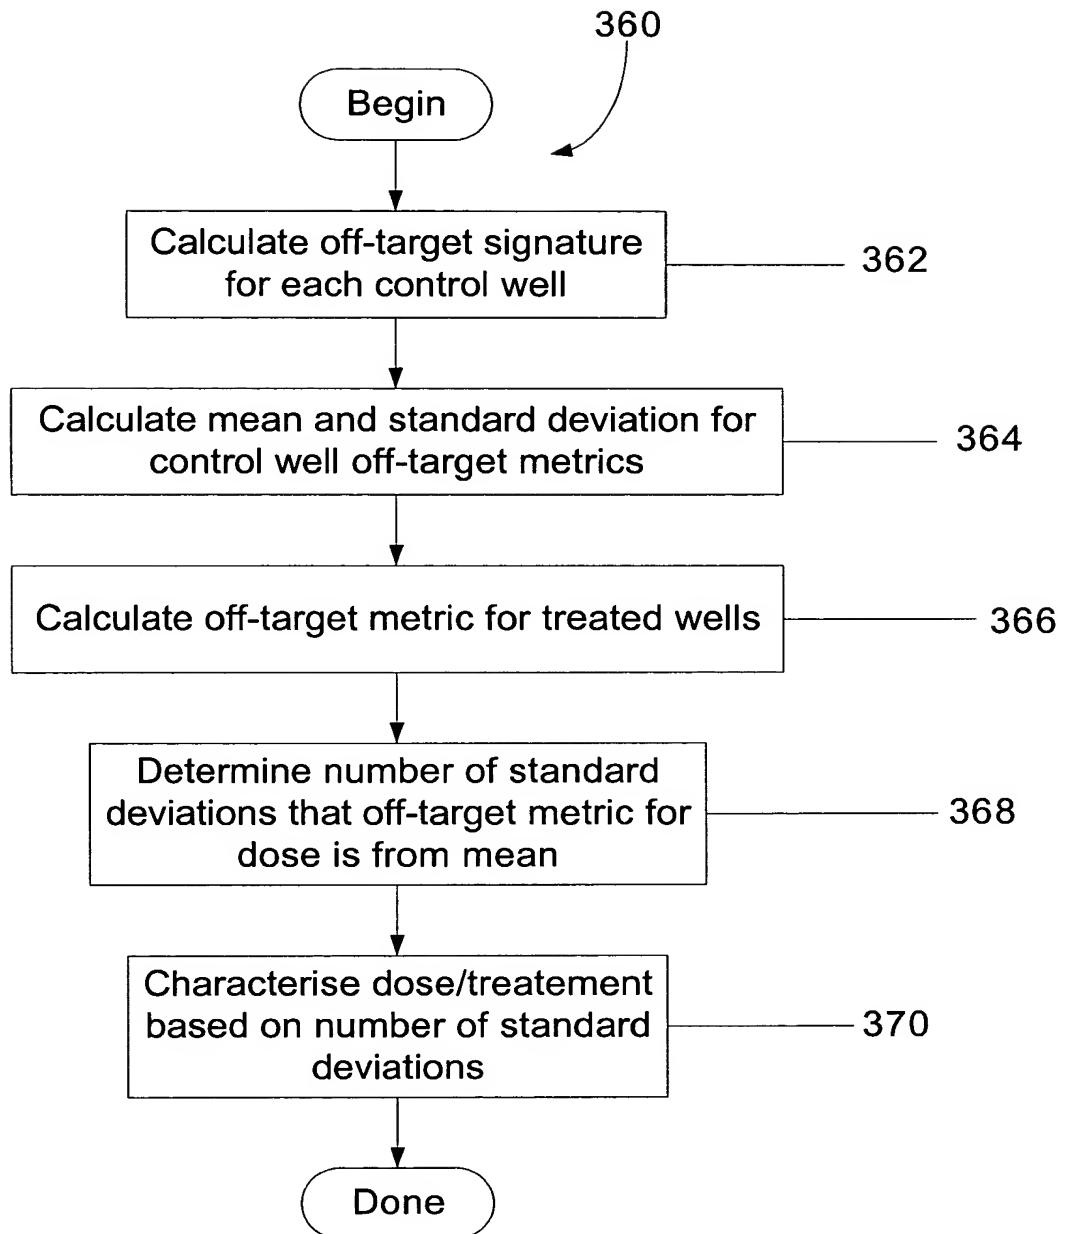 360
Begin
Calculate off-target signature
for each control well
362
Calculate mean and standard deviation for
control well off-target metrics
364
Calculate off-target metric for treated wells
366
Determine number of standard
deviations that off-target metric for
dose is from mean
368
Characterise dose/treatement
based on number of standard
deviations
370
Done